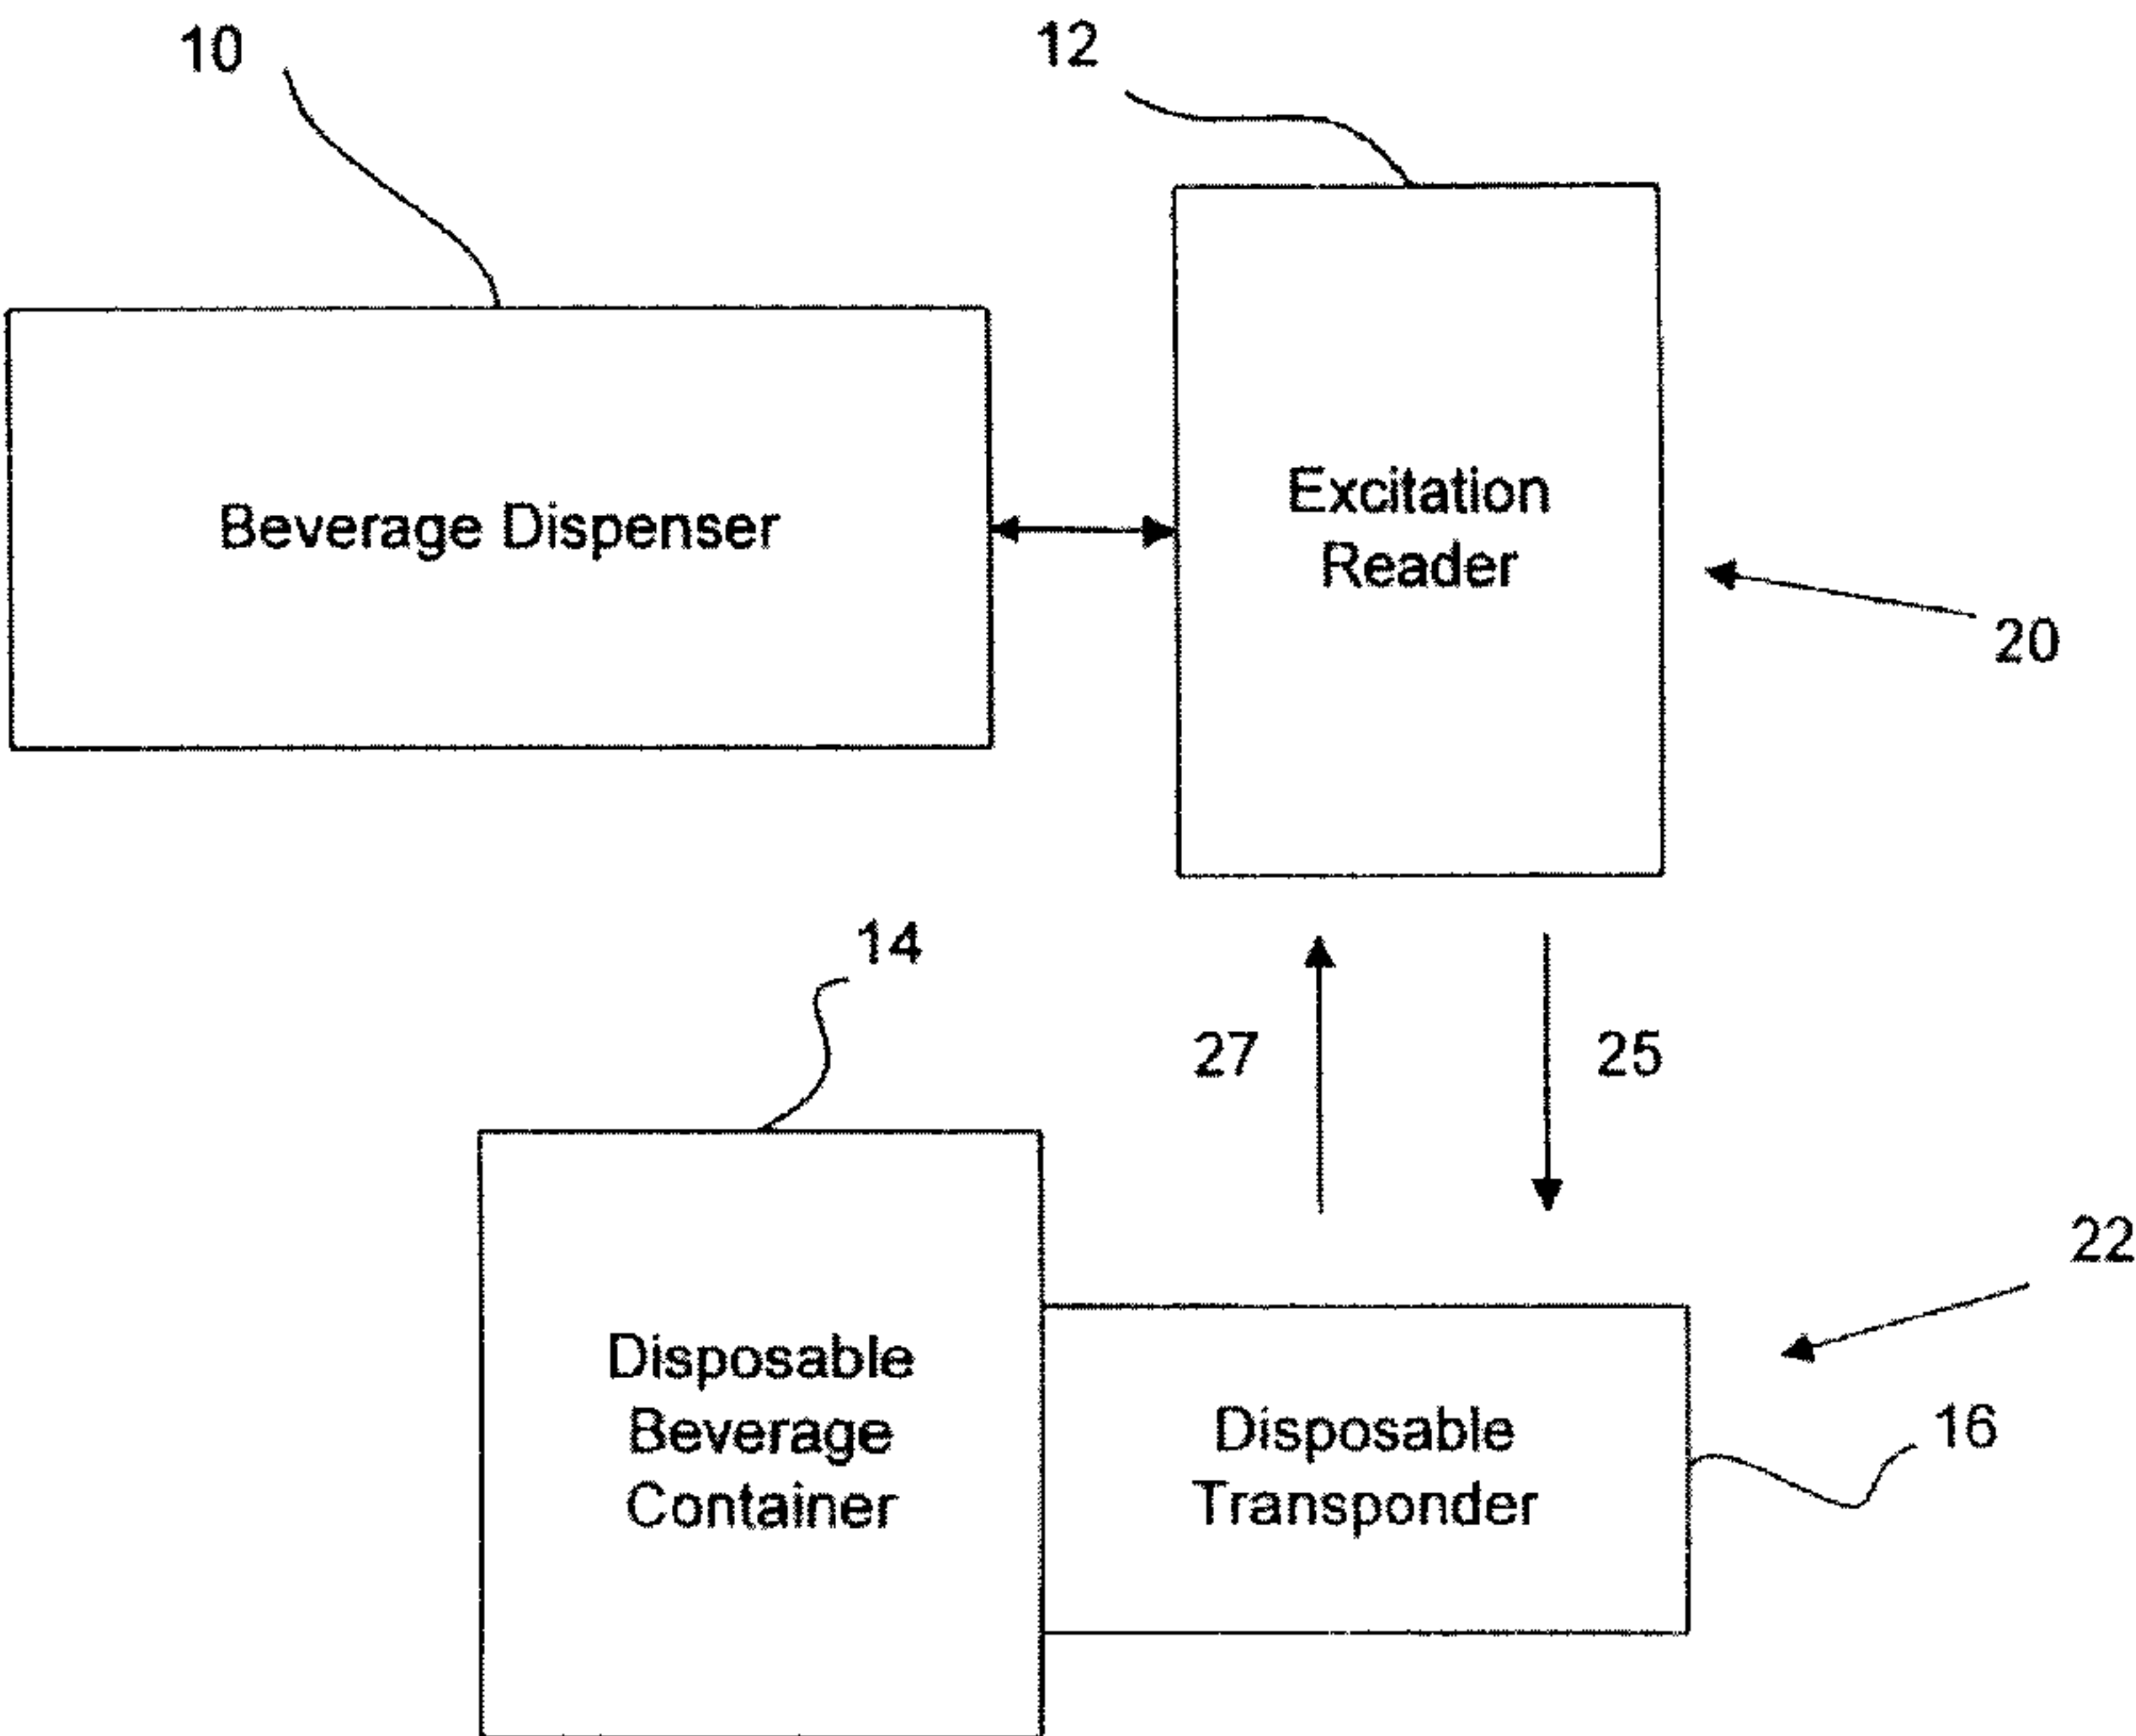 10
12
Beverage Dispenser
Excitation
Reader
20
14
27
25
22
Disposable
Beverage
Container
Disposable
Transponder
16